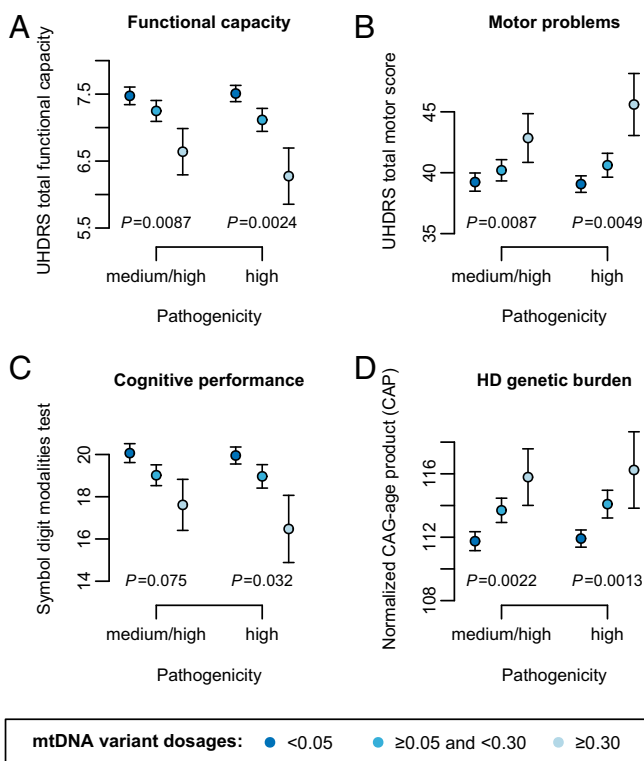 A
Functional capacity
UHDRS total functional capacity
7.5
6.5
5.5
P=0.0087
P=0.0024
medium/high
high
Pathogenicity
B
Motor problems
UHDRS total motor score
45
40
35
P=0.0087
P=0.0049
medium/high
high
Pathogenicity
C
Cognitive performance
Symbol digit modalities test
20
18
16
14
P=0.075
P=0.032
medium/high
high
Pathogenicity
D
HD genetic burden
Normalized CAG-age product (CAP)
116
112
108
P=0.0022
P=0.0013
medium/high
high
Pathogenicity
mtDNA variant dosages: <0.05 ≥0.05 and <0.30 ≥0.30